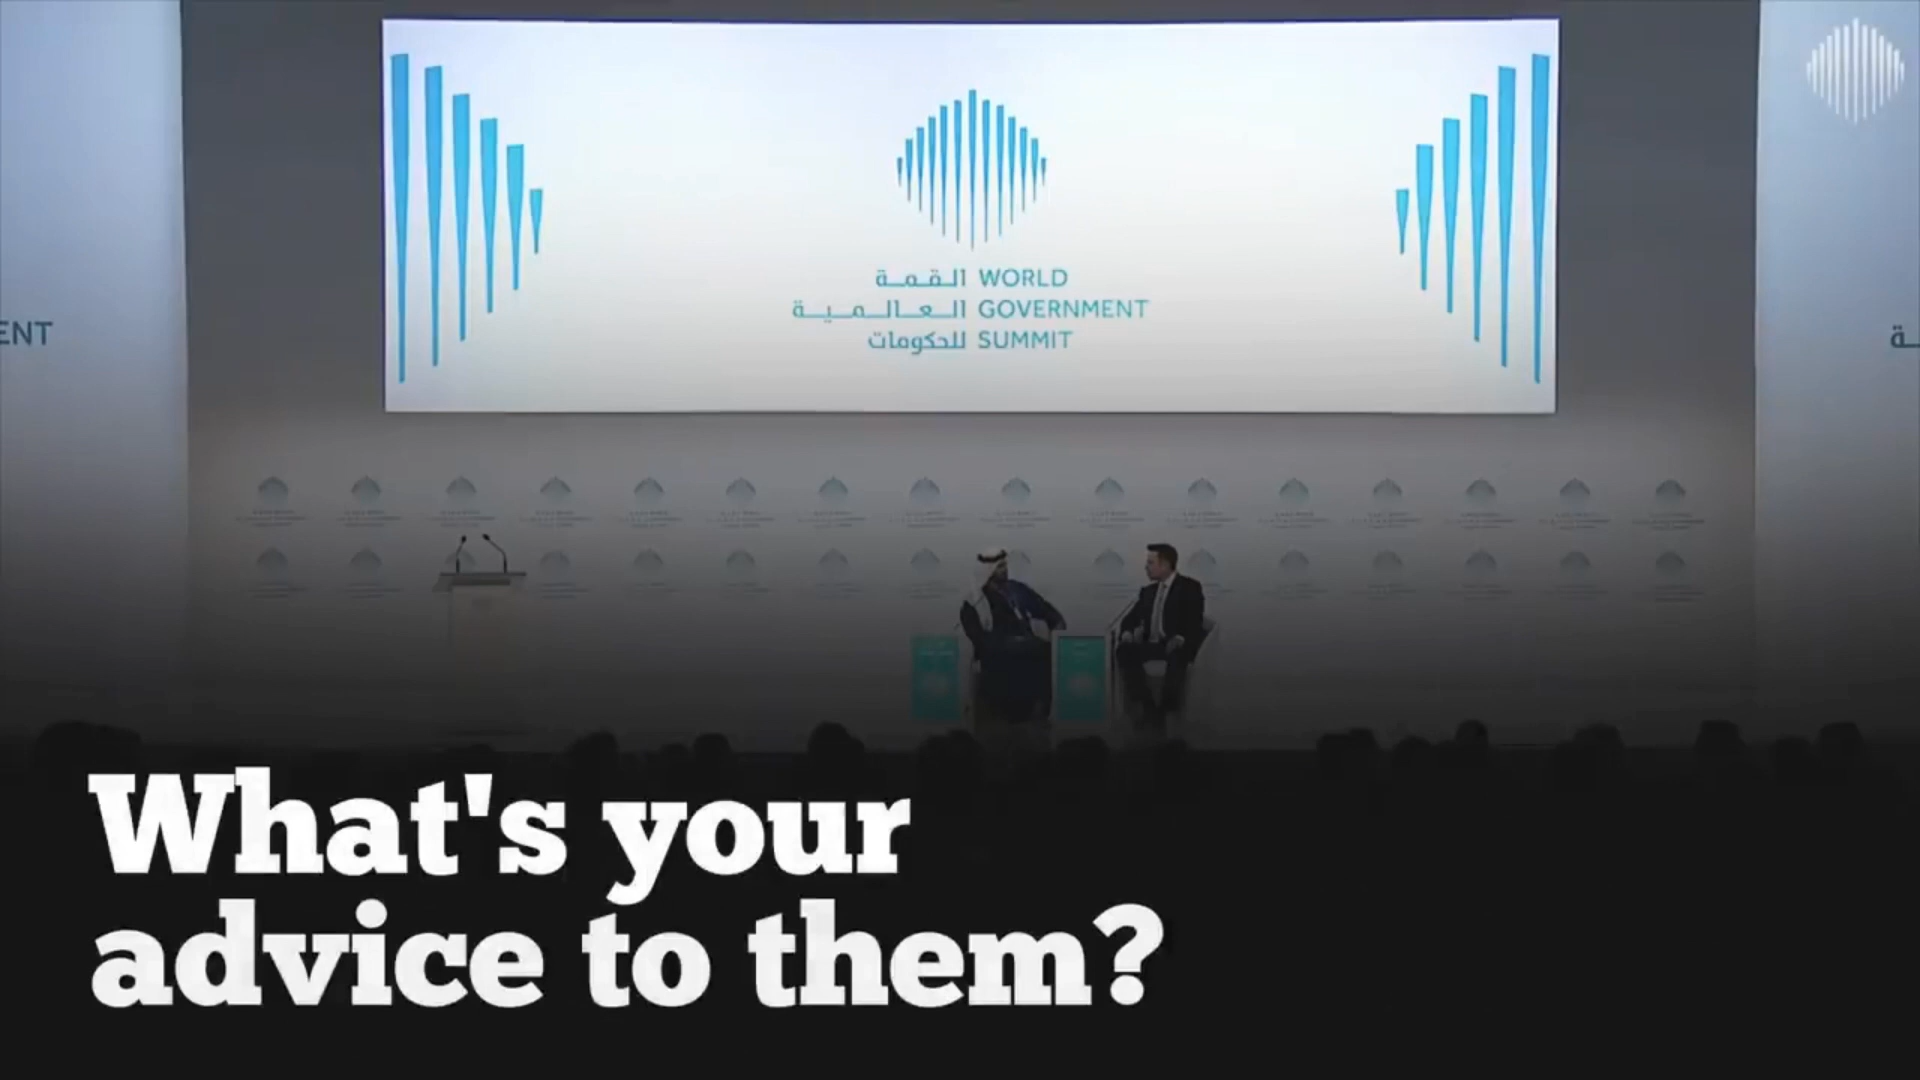 القمة WORLD
العالمية GOVERNMENT
للحكومات SUMMIT
ENT
What's your
advice to them?